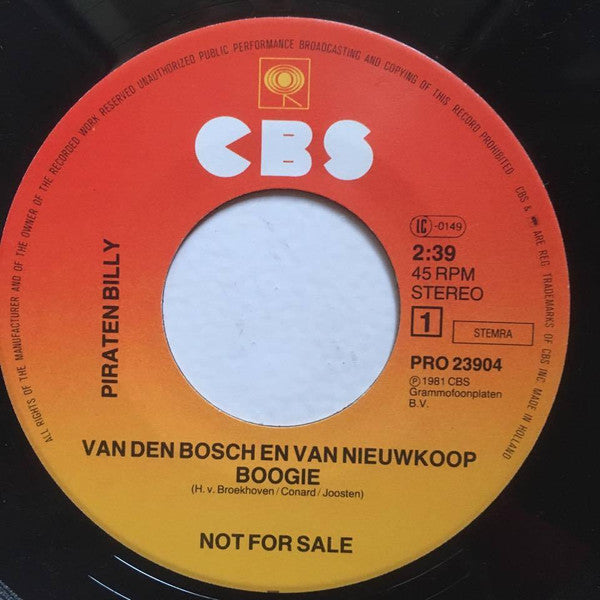 ALL RIGHTS OF THE MANUFACTURER AND OF THE OWNER OF THE RECORDED WORK RESERVED UNAUTHORIZED PUBLIC PERFORMANCE BROADCASTING AND COPYING OF THIS RECORD PROHIBITED CBS & ARE REG. TRADEMARKS OF CBS INC. MADE IN HOLLAND
CBS
PIRATEN BILLY
IC -0149
2:39
45 RPM
STEREO
1 STEMRA
PRO 23904
℗ 1981 CBS
Grammofoonplaten
B.V.
VAN DEN BOSCH EN VAN NIEUWKOOP
BOOGIE
(H. v. Broekhoven / Conard / Joosten)
NOT FOR SALE